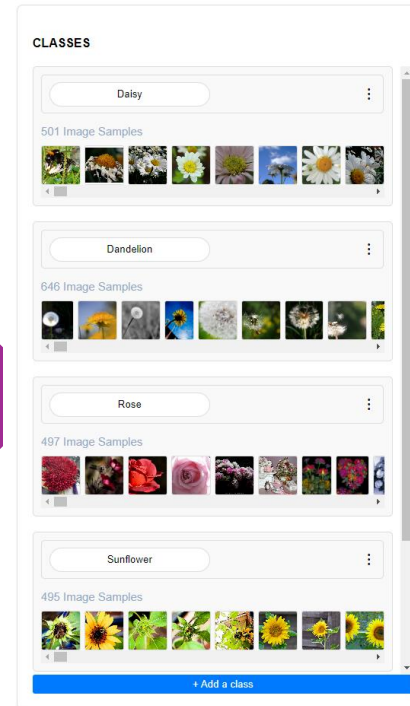 CLASSES
Daisy
501 Image Samples
Dandelion
646 Image Samples
Rose
497 Image Samples
Sunflower
495 Image Samples
+ Add a class